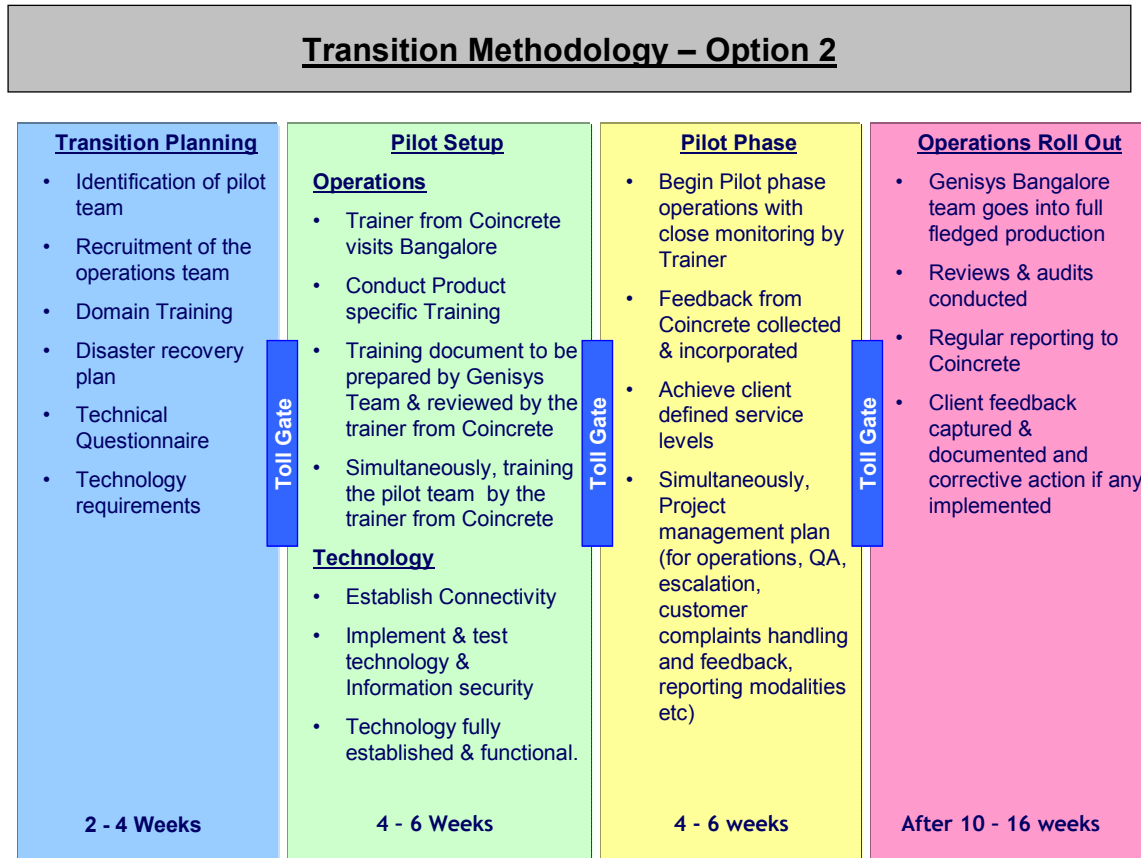 Transition Methodology – Option 2
Transition Planning
• Identification of pilot
team
• Recruitment of the
operations team
• Domain Training
• Disaster recovery
plan
• Technical
Questionnaire
• Technology
requirements
2 - 4 Weeks
Toll Gate
Pilot Setup
Operations
• Trainer from Coincrete
visits Bangalore
• Conduct Product
specific Training
• Training document to be
prepared by Genisys
Team & reviewed by the
trainer from Coincrete
• Simultaneously, training
the pilot team by the
trainer from Coincrete
Technology
• Establish Connectivity
• Implement & test
technology &
Information security
• Technology fully
established & functional.
4 – 6 Weeks
Toll Gate
Pilot Phase
• Begin Pilot phase
operations with
close monitoring by
Trainer
• Feedback from
Coincrete collected
& incorporated
• Achieve client
defined service
levels
• Simultaneously,
Project
management plan
(for operations, QA,
escalation,
customer
complaints handling
and feedback,
reporting modalities
etc)
4 - 6 weeks
Toll Gate
Operations Roll Out
• Genisys Bangalore
team goes into full
fledged production
• Reviews & audits
conducted
• Regular reporting to
Coincrete
• Client feedback
captured &
documented and
corrective action if any
implemented
After 10 – 16 weeks